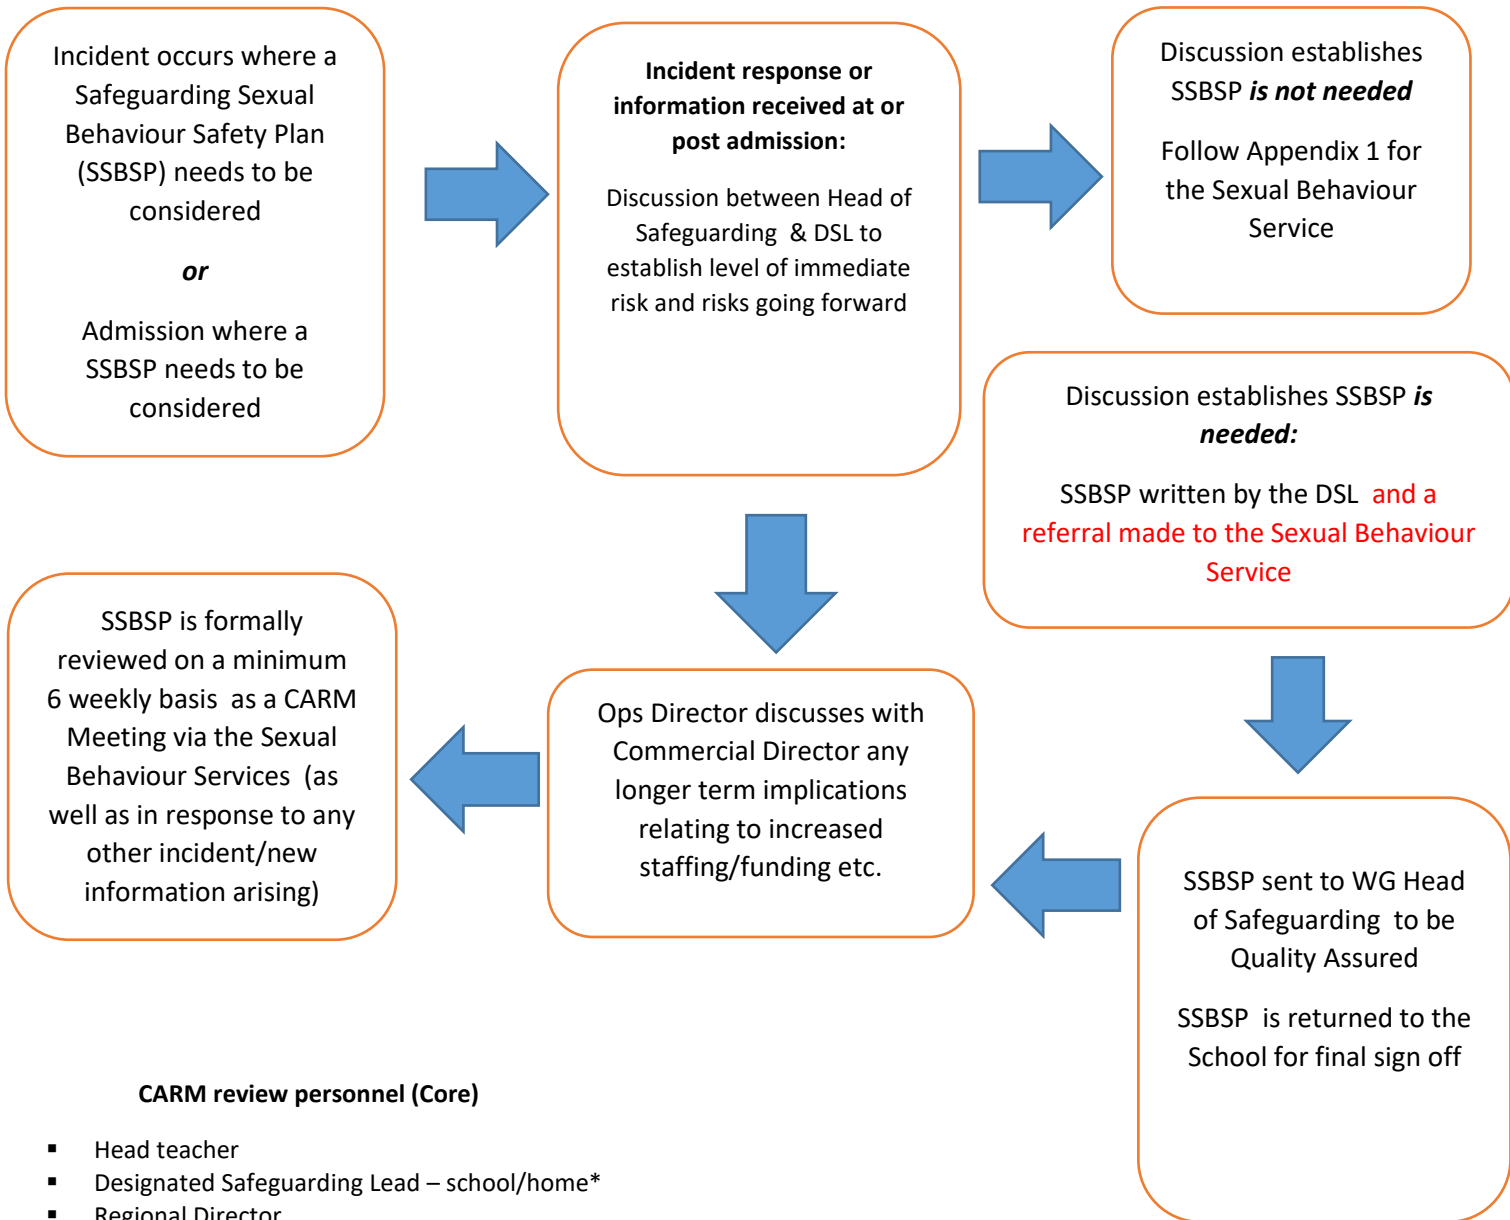 Incident occurs where a
Safeguarding Sexual
Behaviour Safety Plan
(SSBSP) needs to be
considered
or
Admission where a
SSBSP needs to be
considered
Incident response or
information received at or
post admission:
Discussion between Head of
Safeguarding & DSL to
establish level of immediate
risk and risks going forward
Discussion establishes
SSBSP is not needed
Follow Appendix 1 for
the Sexual Behaviour
Service
Discussion establishes SSBSP is
needed:
SSBSP written by the DSL and a
referral made to the Sexual Behaviour
Service
SSBSP is formally
reviewed on a minimum
6 weekly basis as a CARM
Meeting via the Sexual
Behaviour Services (as
well as in response to any
other incident/new
information arising)
Ops Director discusses with
Commercial Director any
longer term implications
relating to increased
staffing/funding etc.
SSBSP sent to WG Head
of Safeguarding to be
Quality Assured
SSBSP is returned to the
School for final sign off
CARM review personnel (Core)
▪ Head teacher
▪ Designated Safeguarding Lead – school/home*
▪ Regional Director